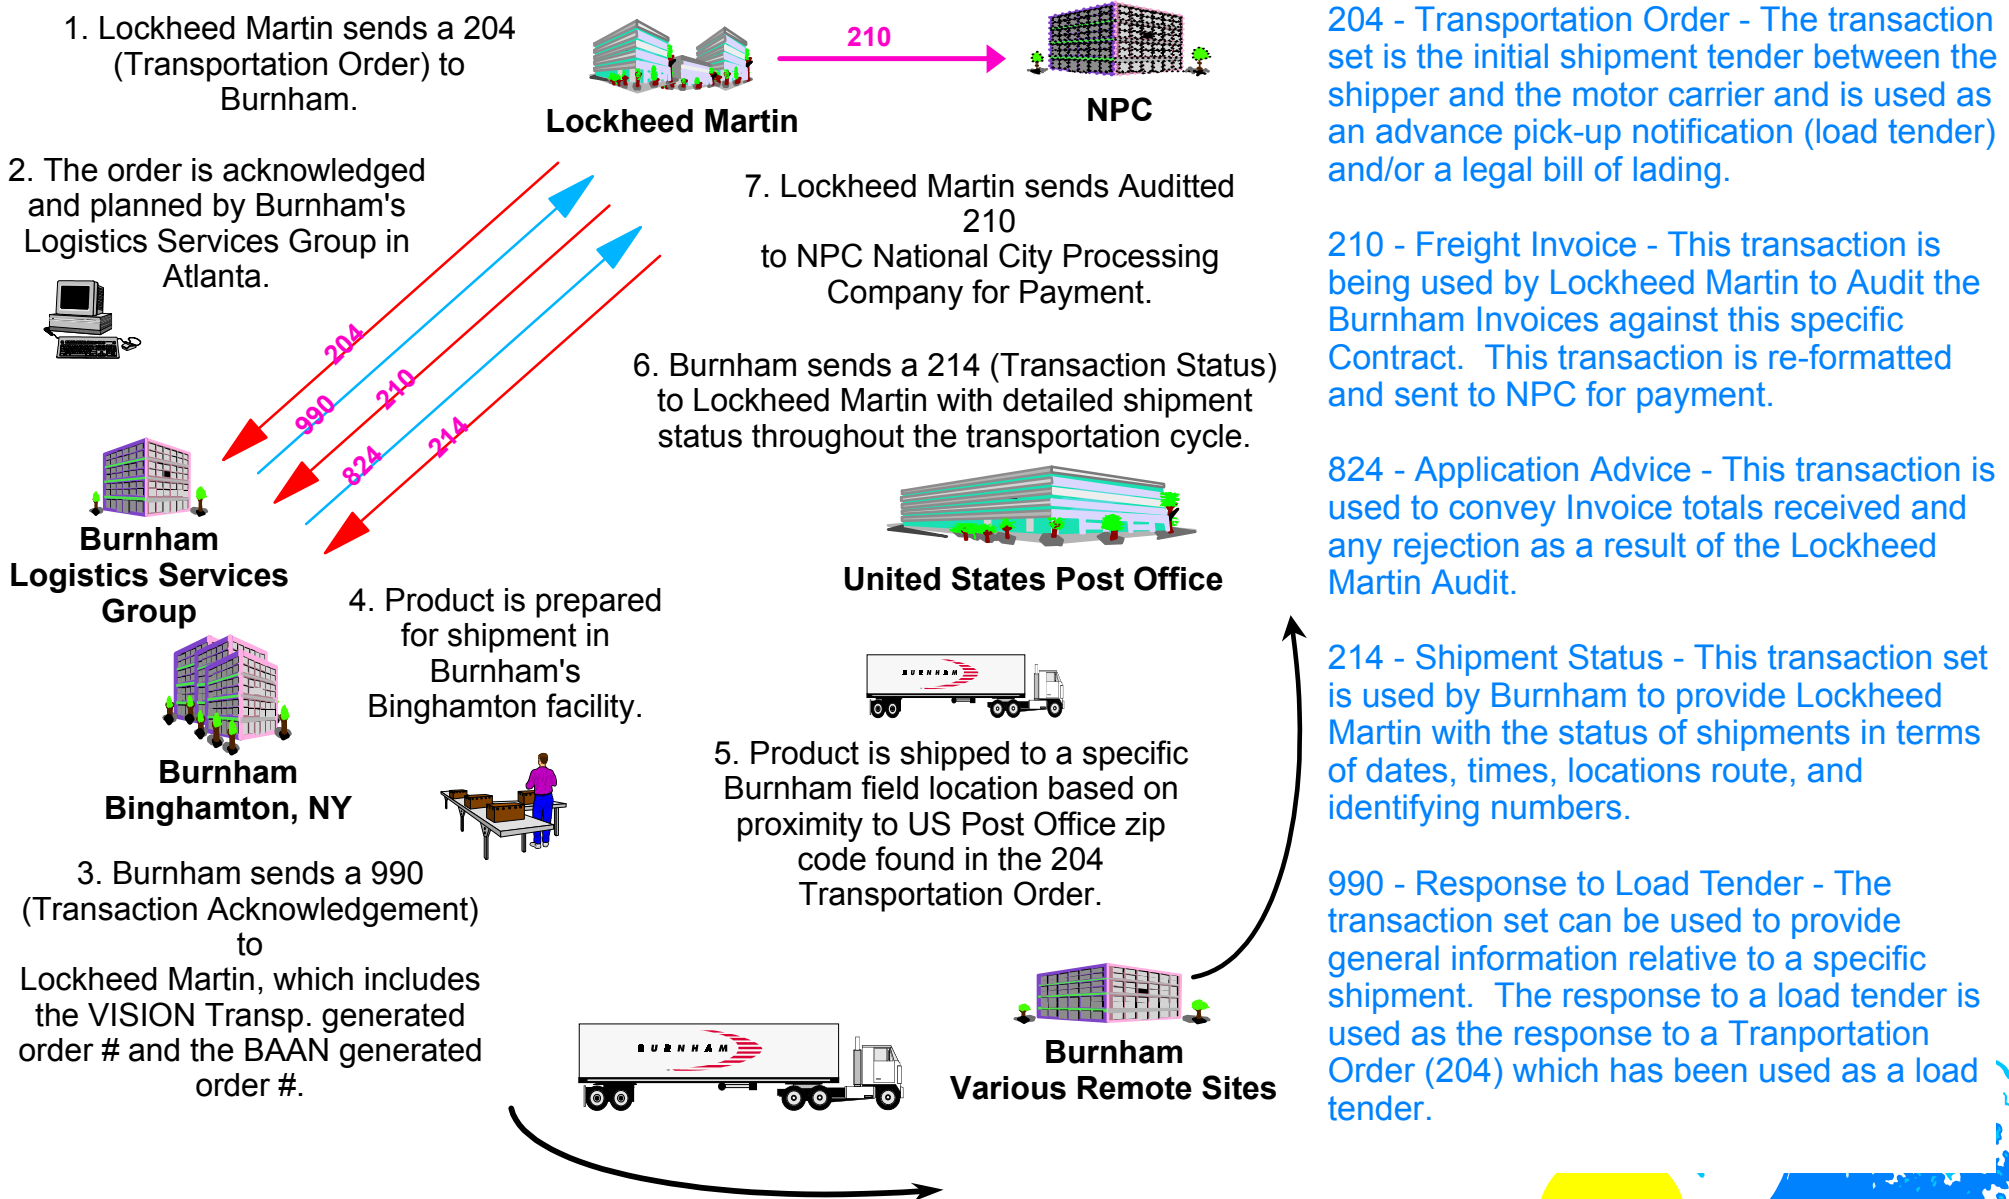 1. Lockheed Martin sends a 204
(Transportation Order) to
Burnham.
Lockheed Martin
210
NPC
2. The order is acknowledged
and planned by Burnham's
Logistics Services Group in
Atlanta.
7. Lockheed Martin sends Auditted
210
to NPC National City Processing
Company for Payment.
204
990
210
824
214
6. Burnham sends a 214 (Transaction Status)
to Lockheed Martin with detailed shipment
status throughout the transportation cycle.
Burnham
Logistics Services
Group
United States Post Office
4. Product is prepared
for shipment in
Burnham's
Binghamton facility.
BURNHAM
Burnham
Binghamton, NY
5. Product is shipped to a specific
Burnham field location based on
proximity to US Post Office zip
code found in the 204
Transportation Order.
3. Burnham sends a 990
(Transaction Acknowledgement)
to
Lockheed Martin, which includes
the VISION Transp. generated
order # and the BAAN generated
order #.
BURNHAM
Burnham
Various Remote Sites
204 - Transportation Order - The transaction
set is the initial shipment tender between the
shipper and the motor carrier and is used as
an advance pick-up notification (load tender)
and/or a legal bill of lading.
210 - Freight Invoice - This transaction is
being used by Lockheed Martin to Audit the
Burnham Invoices against this specific
Contract.  This transaction is re-formatted
and sent to NPC for payment.
824 - Application Advice - This transaction is
used to convey Invoice totals received and
any rejection as a result of the Lockheed
Martin Audit.
214 - Shipment Status - This transaction set
is used by Burnham to provide Lockheed
Martin with the status of shipments in terms
of dates, times, locations route, and
identifying numbers.
990 - Response to Load Tender - The
transaction set can be used to provide
general information relative to a specific
shipment.  The response to a load tender is
used as the response to a Tranportation
Order (204) which has been used as a load
tender.